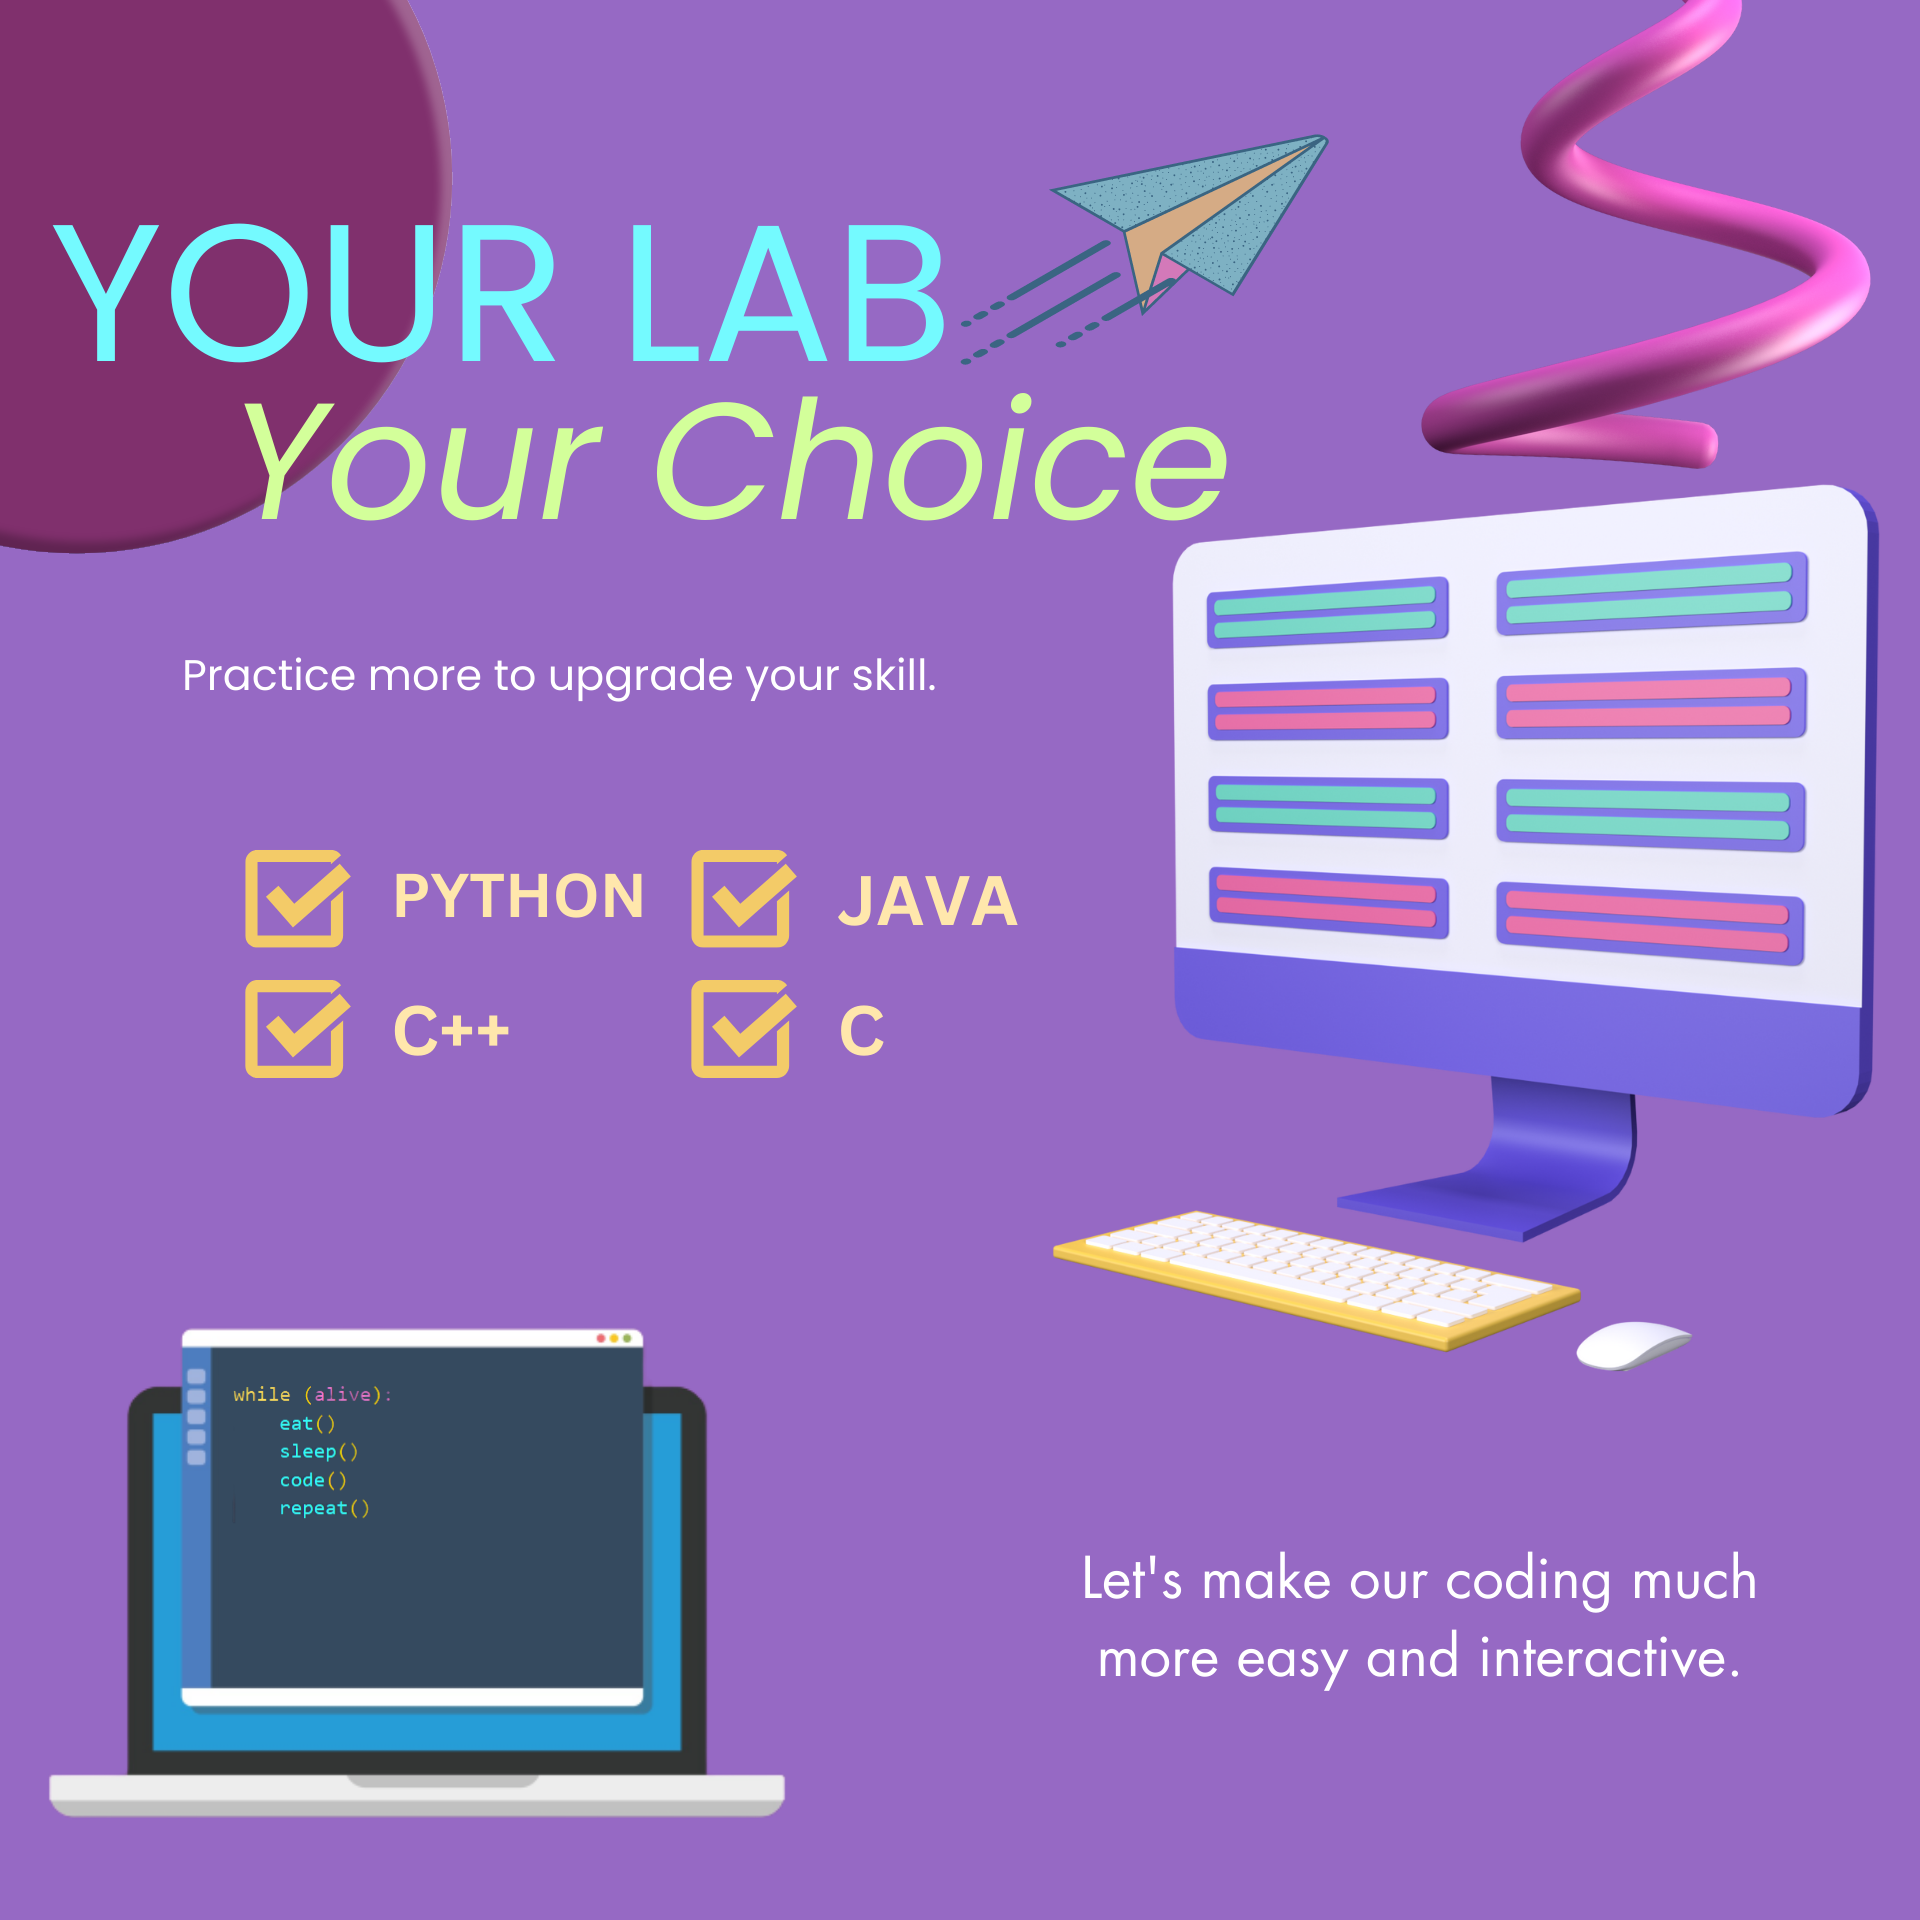 YOUR LAB
Your Choice
Practice more to upgrade your skill.
PYTHON
JAVA
C++
C
while (alive):
eat()
sleep()
code()
repeat()
Let's make our coding much
more easy and interactive.